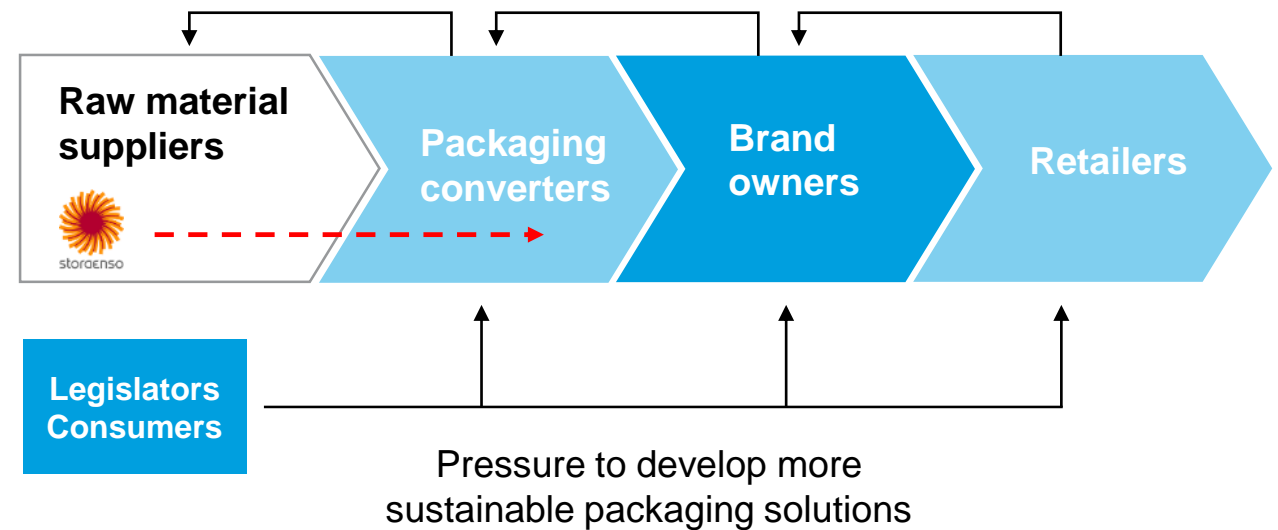 Raw material
suppliers
storaenso
Packaging
converters
Brand
owners
Retailers
Legislators
Consumers
Pressure to develop more
sustainable packaging solutions